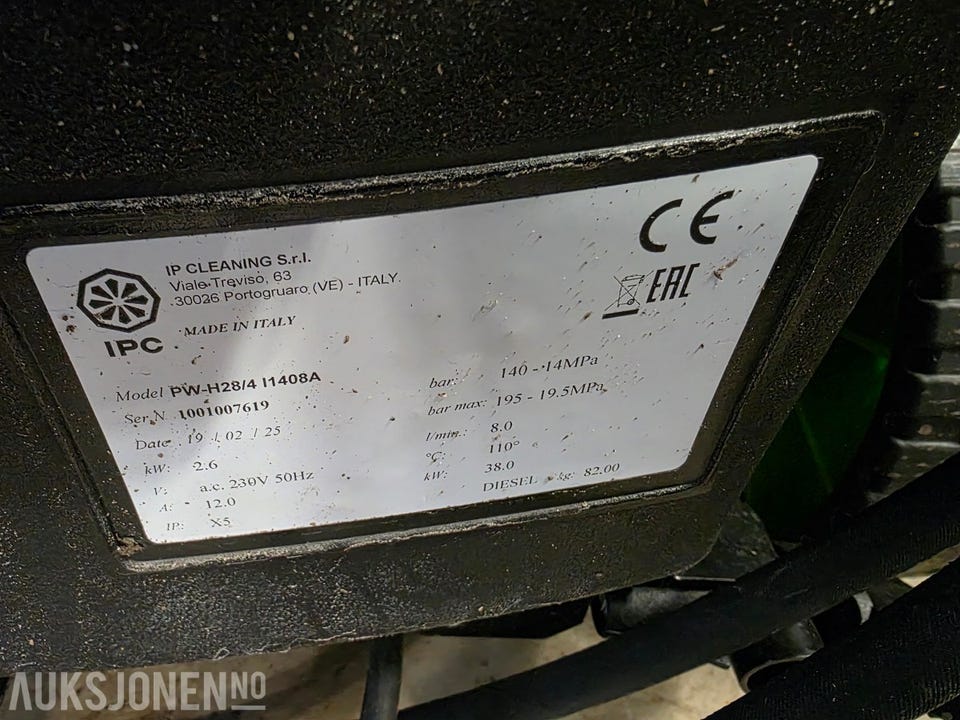 IP CLEANING S.r.l.
Viale Treviso, 63
30026 Portogruaro (VE) - ITALY
MADE IN ITALY
IPC
CE
EAC
Model PW-H28/4 I1408A
Ser.N 1001007619
Date 19 / 02 / 25
kW: 2.6
V: a.c. 230V 50Hz
A: 12.0
IP: X5
bar: 140 - 14MPa
bar max: 195 - 19.5MPa
l/min.: 8.0
°C: 110°
kW: 38.0
DIESEL kg: 82.00
AUKSJONEN.NO